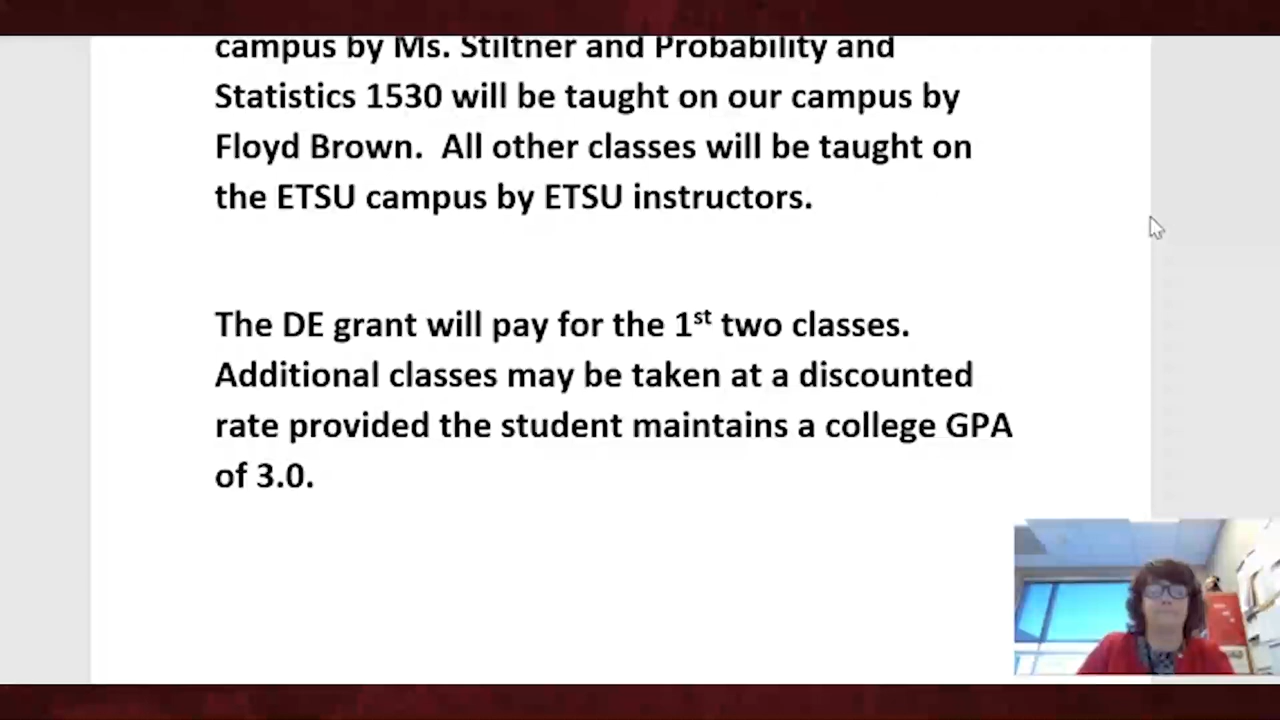 campus by Ms. Stiltner and Probability and
Statistics 1530 will be taught on our campus by
Floyd Brown.  All other classes will be taught on
the ETSU campus by ETSU instructors.
The DE grant will pay for the 1st two classes.
Additional classes may be taken at a discounted
rate provided the student maintains a college GPA
of 3.0.